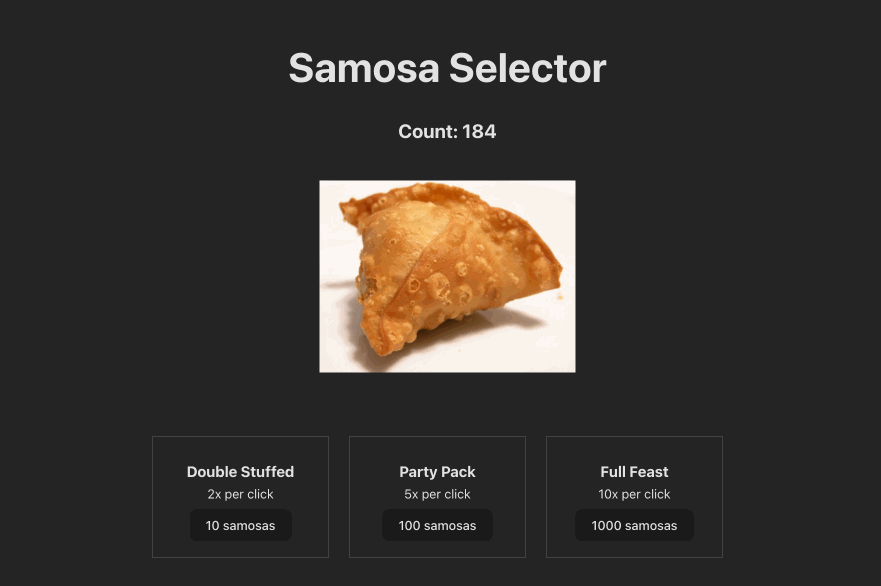 Samosa Selector
Count: 184
Double Stuffed
2x per click
10 samosas
Party Pack
5x per click
100 samosas
Full Feast
10x per click
1000 samosas